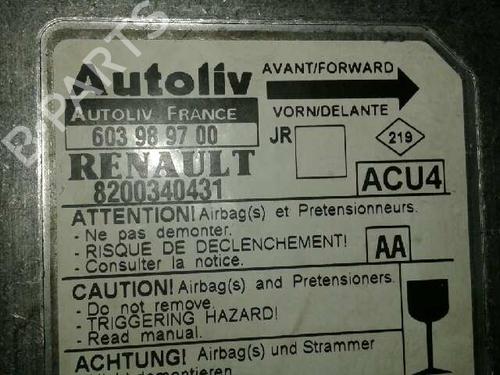 Autoliv
AVANT/FORWARD
AUTOLIV FRANCE
VORN/DELANTE
603 98 97 00
JR
219
RENAULT
8200340431
ACU4
ATTENTION! Airbag(s) et Pretensionneurs.
- Ne pas demonter.
- RISQUE DE DECLENCHEMENT!
- Consulter la notice.
AA
CAUTION! Airbag(s) and Pretensioners.
- Do not remove.
- TRIGGERING HAZARD!
- Read manual.
ACHTUNG! Airbag(s) und Strammer
demontieren
B PARTS